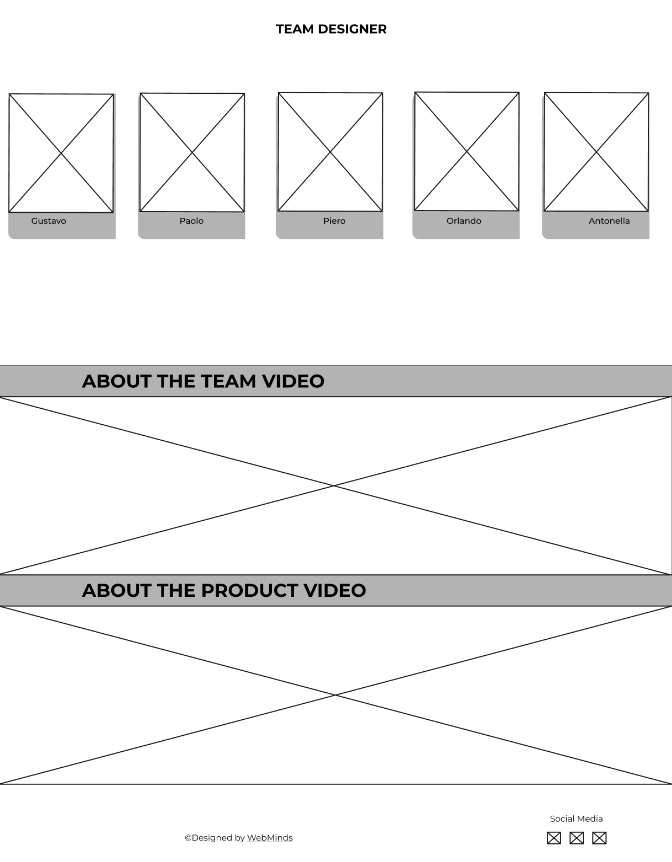 TEAM DESIGNER
Gustavo
Paolo
Piero
Orlando
Antonella
ABOUT THE TEAM VIDEO
ABOUT THE PRODUCT VIDEO
Social Media
©Designed by WebMinds